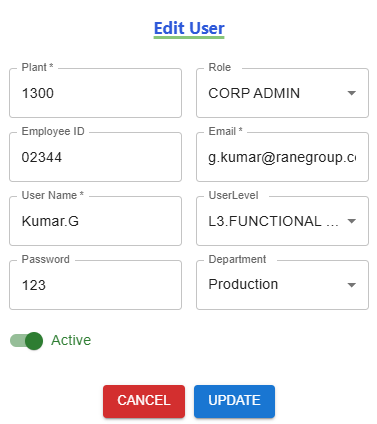 Edit User
Plant *
1300
Role
CORP ADMIN
Employee ID
02344
Email *
g.kumar@ranegroup.c
User Name *
Kumar.G
UserLevel
L3.FUNCTIONAL ...
Password
123
Department
Production
Active
CANCEL
UPDATE